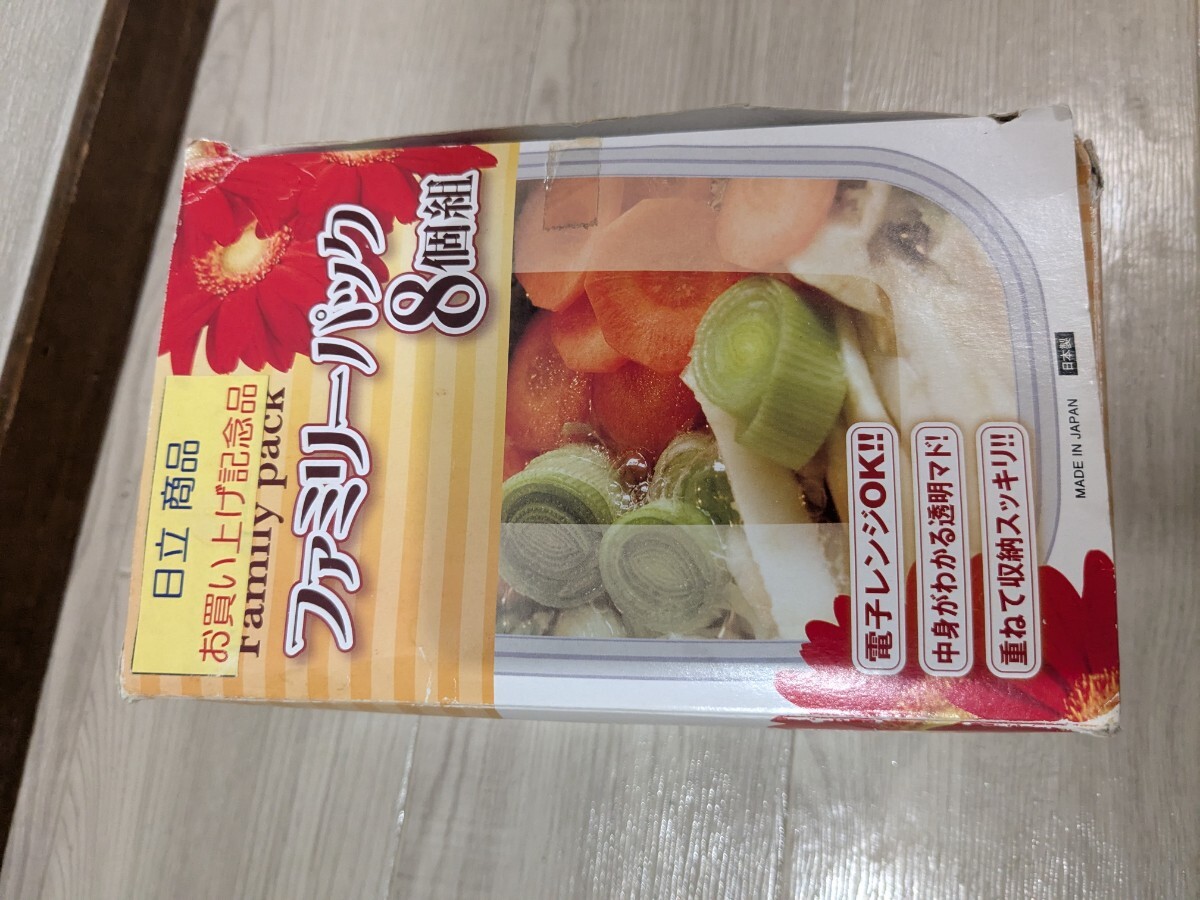 日立 商品
お買い上げ記念品
Family pack
ファミリーパック
8個組
電子レンジOK!!
中身がわかる透明マド!
重ねて収納スッキリ!!
MADE IN JAPAN
日本製